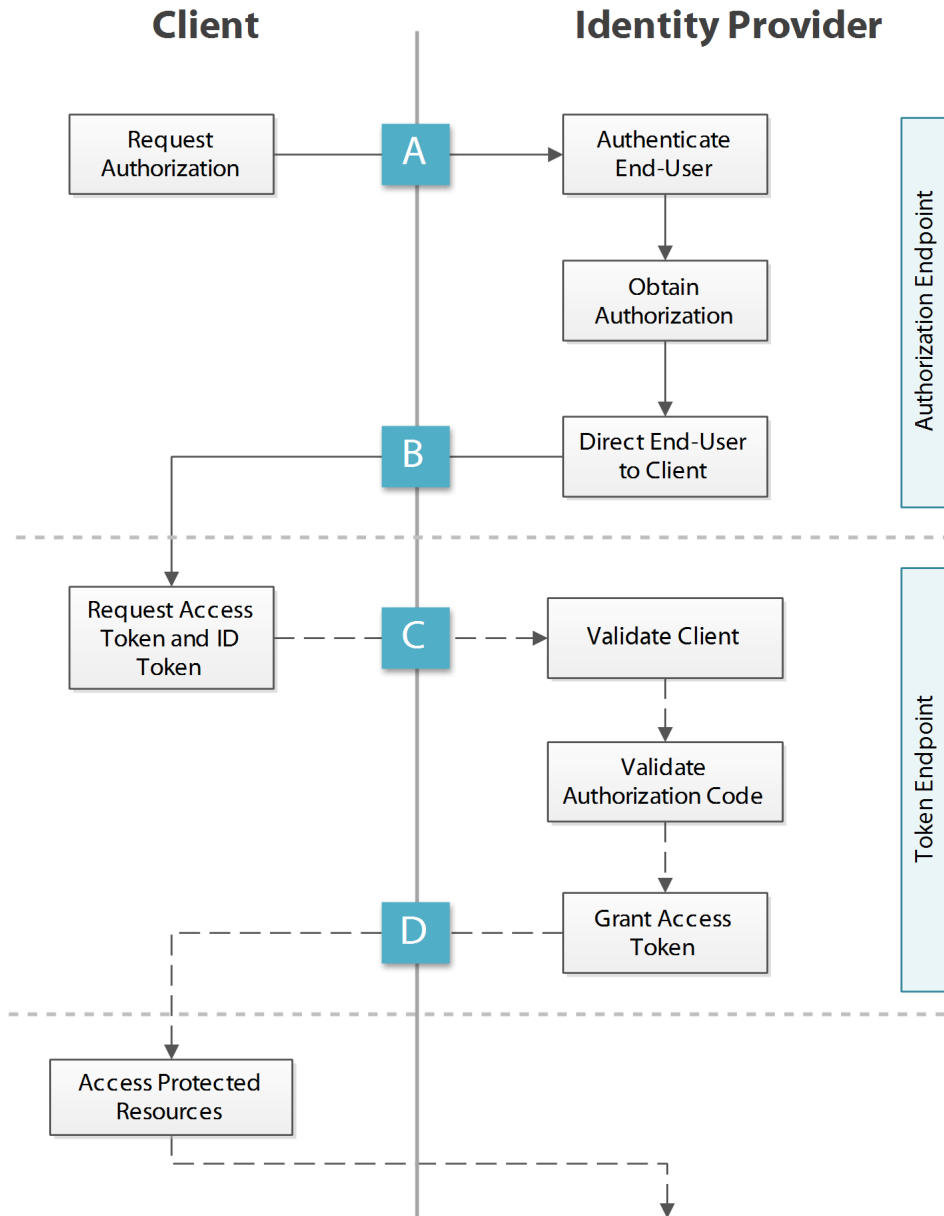 Client
Identity Provider
Request
Authorization
A
Authenticate
End-User
Authorization Endpoint
Obtain
Authorization
B
Direct End-User
to Client
Request Access
Token and ID
Token
C
Validate Client
Token Endpoint
Validate
Authorization Code
D
Grant Access
Token
Access Protected
Resources